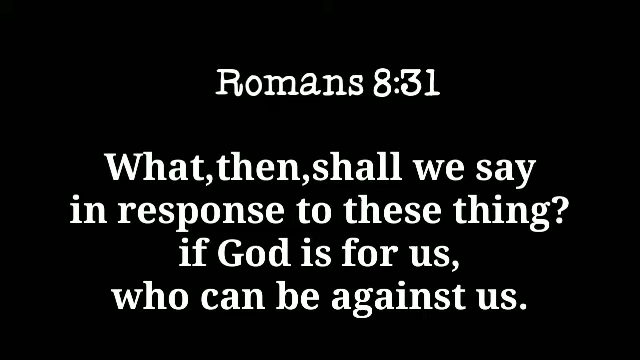 Romans 8:31
What,then,shall we say
in response to these thing?
if God is for us,
who can be against us.